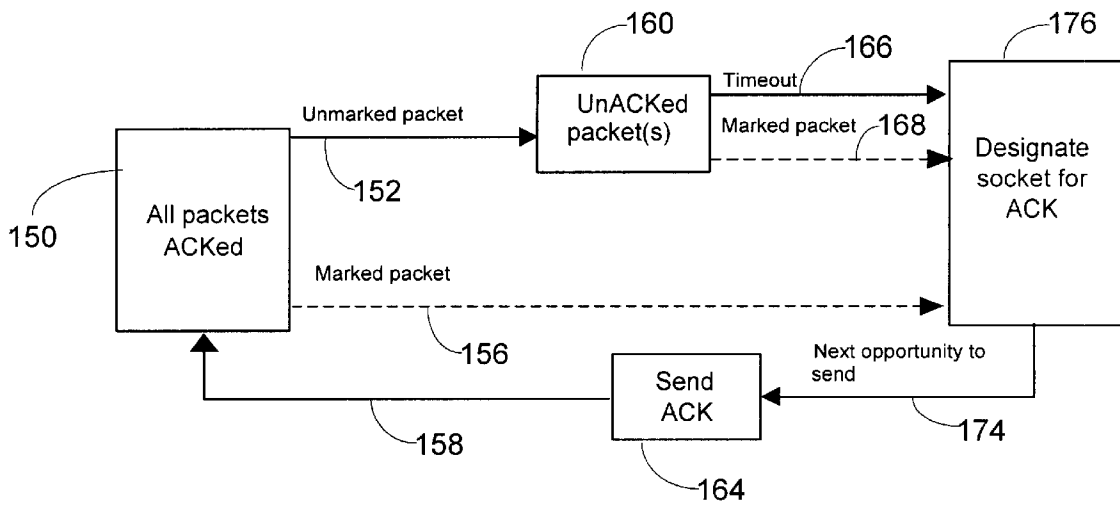 160
176
166
Timeout
Unmarked packet
UnACKed
packet(s)
Marked packet
168
152
Designate
socket for
ACK
150
All packets
ACKed
Marked packet
156
Next opportunity to
send
Send
ACK
158
174
164